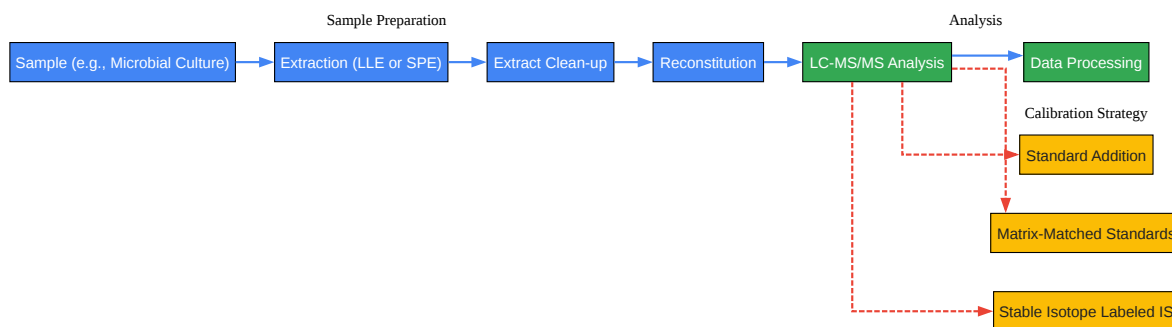 Sample Preparation
Analysis
Sample (e.g., Microbial Culture)
Extraction (LLE or SPE)
Extract Clean-up
Reconstitution
LC-MS/MS Analysis
Data Processing
Calibration Strategy
Standard Addition
Matrix-Matched Standards
Stable Isotope Labeled IS